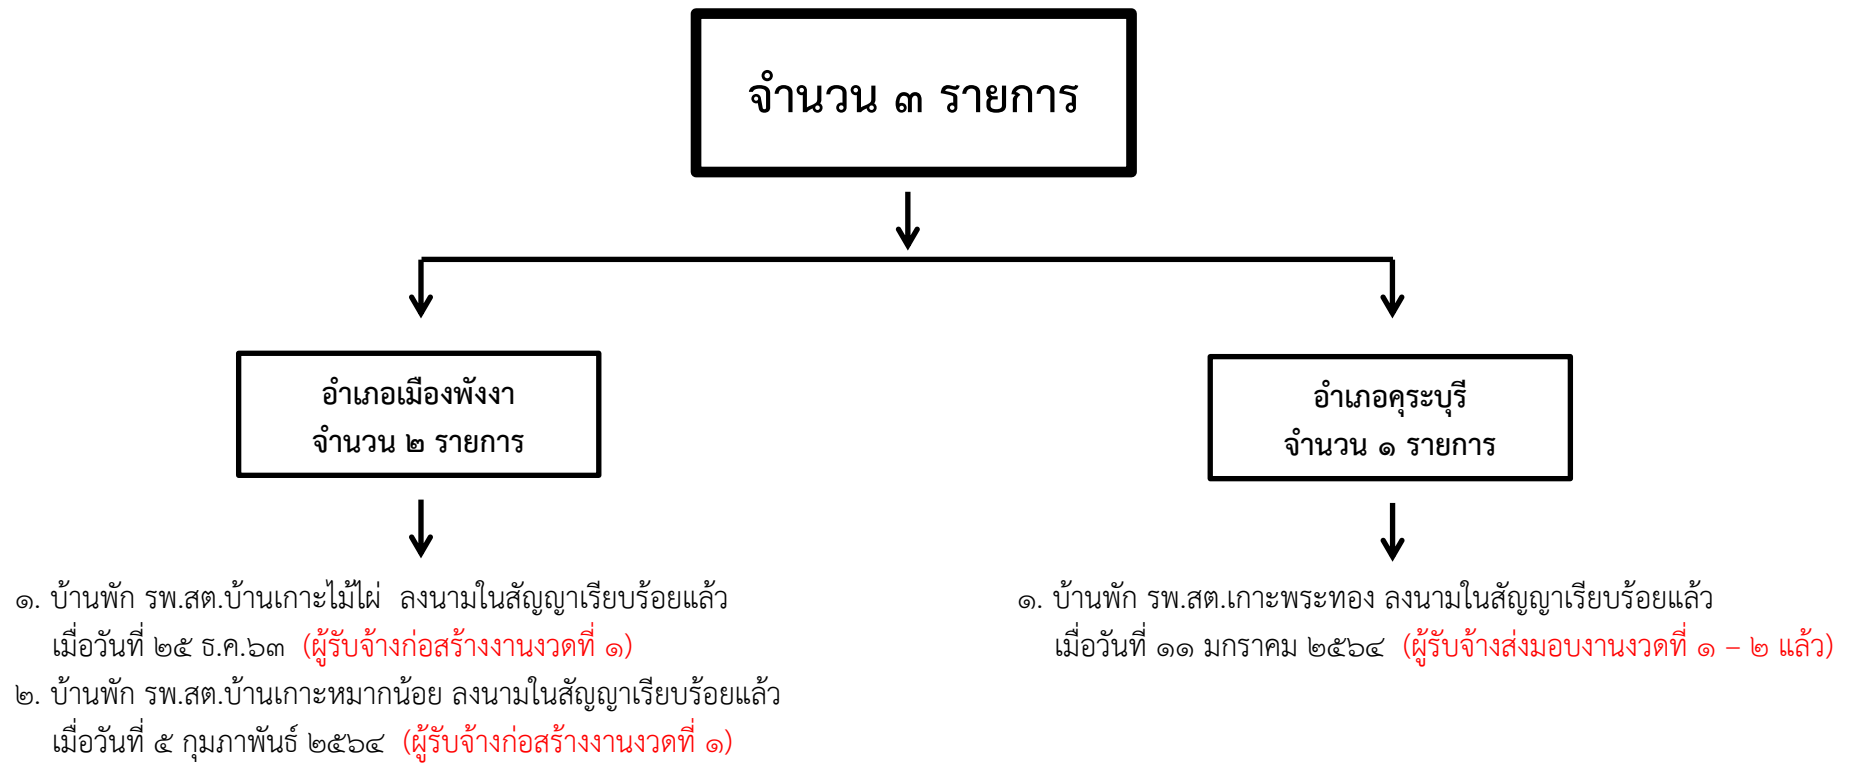 จำนวน ๓ รายการ
อำเภอเมืองพังงา
จำนวน ๒ รายการ
๑. บ้านพัก รพ.สต.บ้านเกาะไม้ไผ่ ลงนามในสัญญาเรียบร้อยแล้ว
เมื่อวันที่ ๒๕ ธ.ค.๖๓ (ผู้รับจ้างก่อสร้างงานงวดที่ ๑)
๒. บ้านพัก รพ.สต.บ้านเกาะหมากน้อย ลงนามในสัญญาเรียบร้อยแล้ว
เมื่อวันที่ ๕ กุมภาพันธ์ ๒๕๖๔ (ผู้รับจ้างก่อสร้างงานงวดที่ ๑)
อำเภอคุระบุรี
จำนวน ๑ รายการ
๑. บ้านพัก รพ.สต.เกาะพระทอง ลงนามในสัญญาเรียบร้อยแล้ว
เมื่อวันที่ ๑๑ มกราคม ๒๕๖๔ (ผู้รับจ้างส่งมอบงานงวดที่ ๑ – ๒ แล้ว)